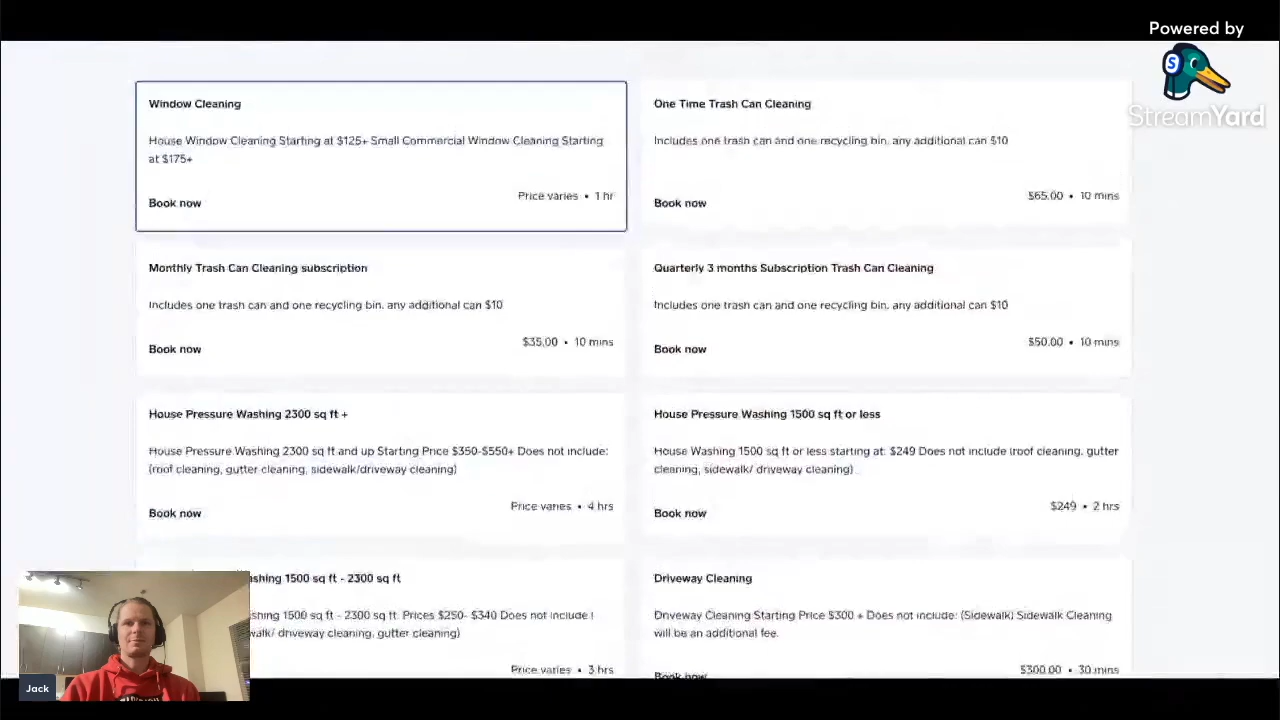 Powered by
StreamYard
Window Cleaning
House Window Cleaning Starting at $125+ Small Commercial Window Cleaning Starting
at $175+
Book now
Price varies • 1 hr
One Time Trash Can Cleaning
Includes one trash can and one recycling bin, any additional can $10
Book now
$65.00 • 10 mins
Monthly Trash Can Cleaning subscription
Includes one trash can and one recycling bin, any additional can $10
Book now
$35.00 • 10 mins
Quarterly 3 months Subscription Trash Can Cleaning
Includes one trash can and one recycling bin, any additional can $10
Book now
$50.00 • 10 mins
House Pressure Washing 2300 sq ft +
House Pressure Washing 2300 sq ft and up Starting Price $350-$550+ Does not include:
(roof cleaning, gutter cleaning, sidewalk/driveway cleaning)
Book now
Price varies • 4 hrs
House Pressure Washing 1500 sq ft or less
House Washing 1500 sq ft or less starting at: $249 Does not include (roof cleaning, gutter
cleaning, sidewalk/ driveway cleaning)
Book now
$249 • 2 hrs
shing 1500 sq ft - 2300 sq ft
shing 1500 sq ft - 2300 sq ft: Prices $250- $340 Does not include (
walk/ driveway cleaning, gutter cleaning)
Price varies • 3 hrs
Driveway Cleaning
Driveway Cleaning Starting Price $300 + Does not include: (Sidewalk) Sidewalk Cleaning
will be an additional fee.
Book now
$300.00 • 30 mins
Jack